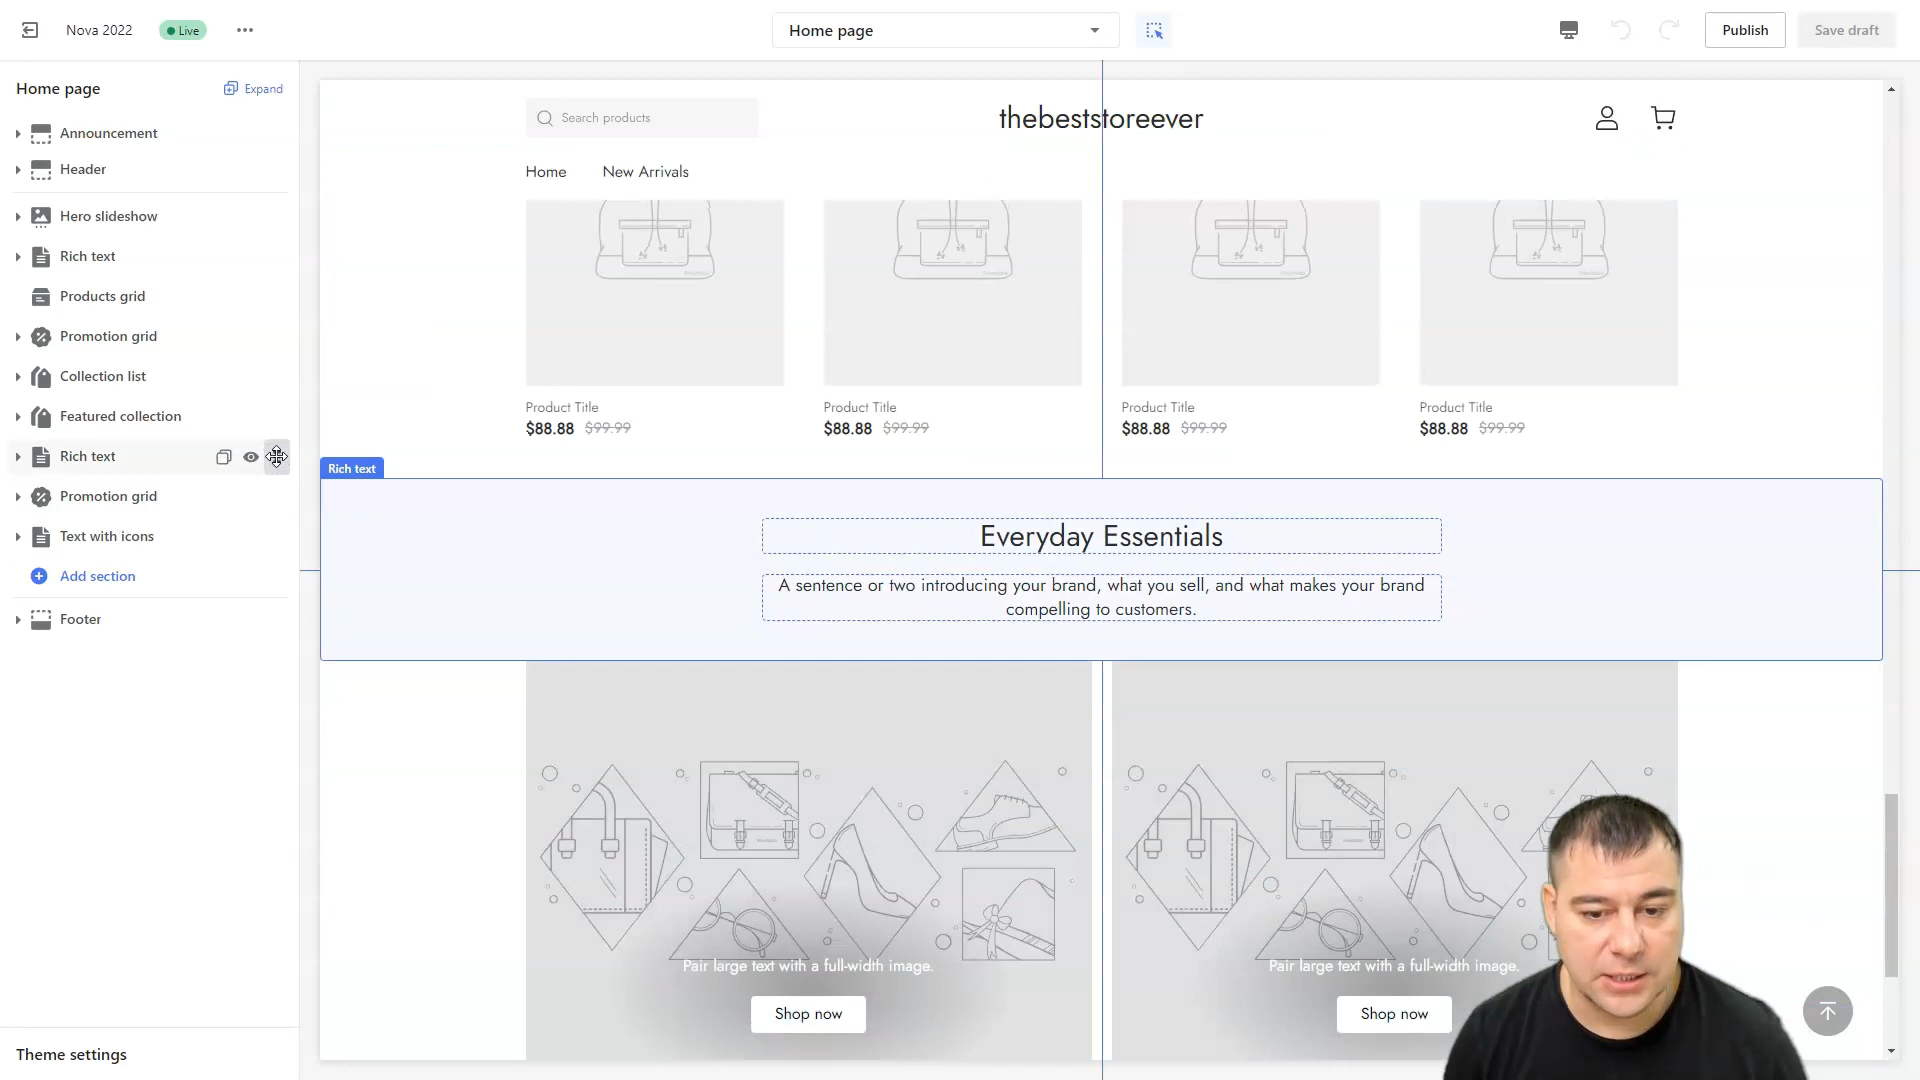 Nova 2022
Live
Home page
Publish
Save draft
Home page
Expand
Announcement
Header
Hero slideshow
Rich text
Products grid
Promotion grid
Collection list
Featured collection
Rich text
Promotion grid
Text with icons
Add section
Footer
Theme settings
Search products
thebeststoreever
Home
New Arrivals
Product Title
$88.88 $99.99
Product Title
$88.88 $99.99
Product Title
$88.88 $99.99
Product Title
$88.88 $99.99
Rich text
Everyday Essentials
A sentence or two introducing your brand, what you sell, and what makes your brand
compelling to customers.
Pair large text with a full-width image.
Shop now
Pair large text with a full-width image.
Shop now